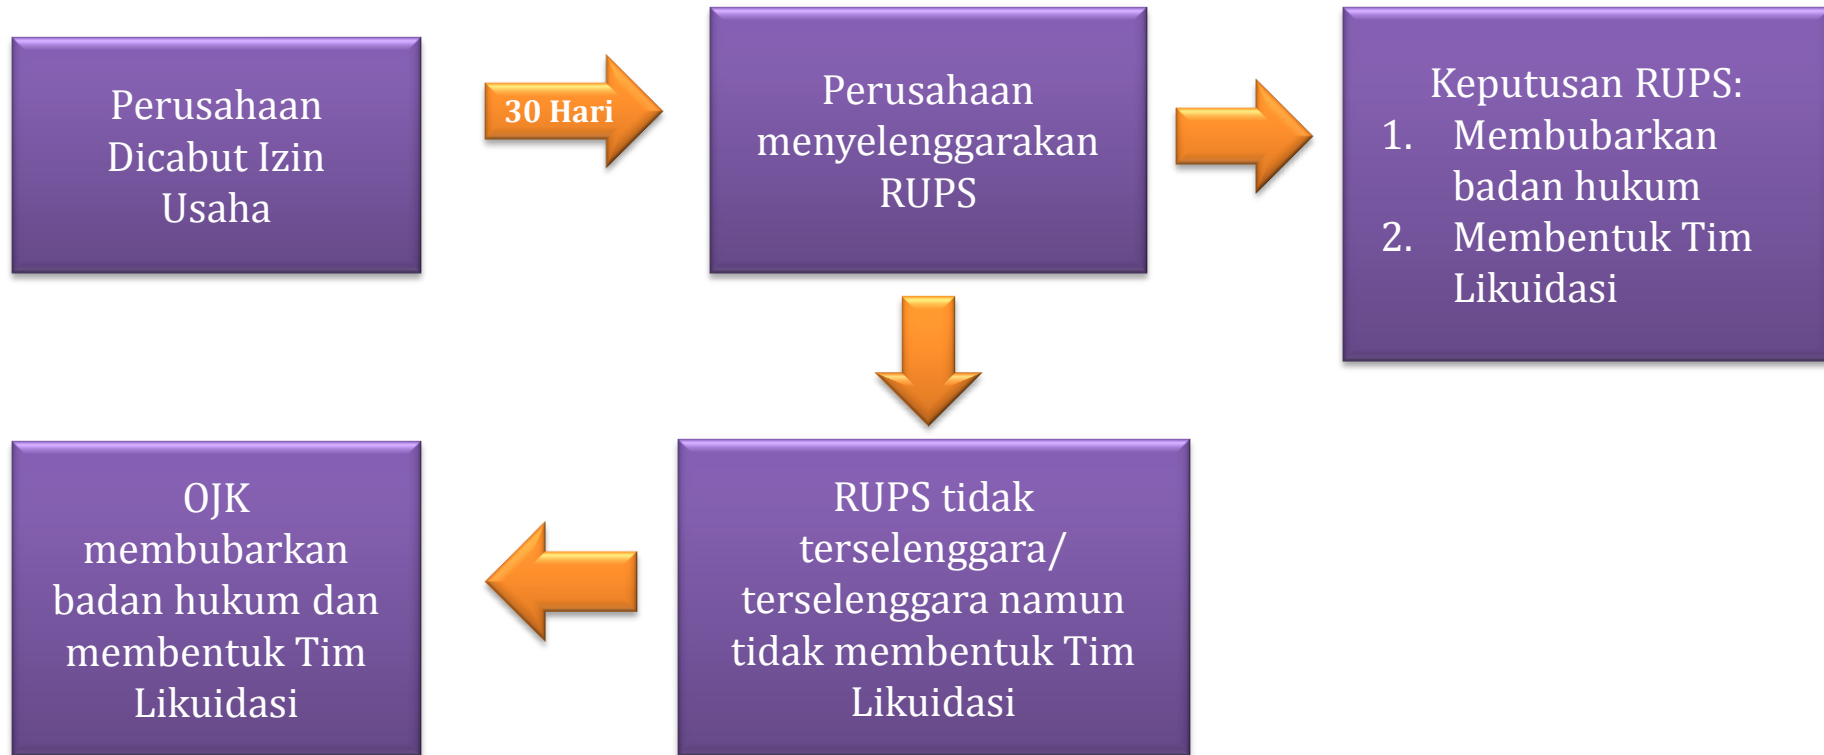 Perusahaan
Dicabut Izin
Usaha
30 Hari
Perusahaan
menyelenggarakan
RUPS
Keputusan RUPS:
1. Membubarkan
badan hukum
2. Membentuk Tim
Likuidasi
OJK
membubarkan
badan hukum dan
membentuk Tim
Likuidasi
RUPS tidak
terselenggara/
terselenggara namun
tidak membentuk Tim
Likuidasi